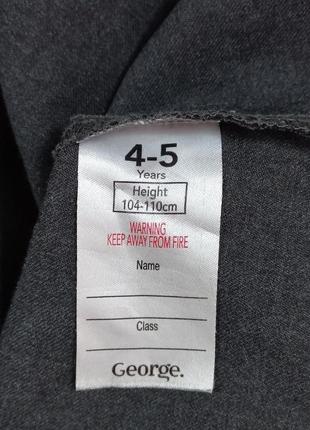 4-5
Years
Height
104-110cm
WARNING
KEEP AWAY FROM FIRE
Name
Class
George.